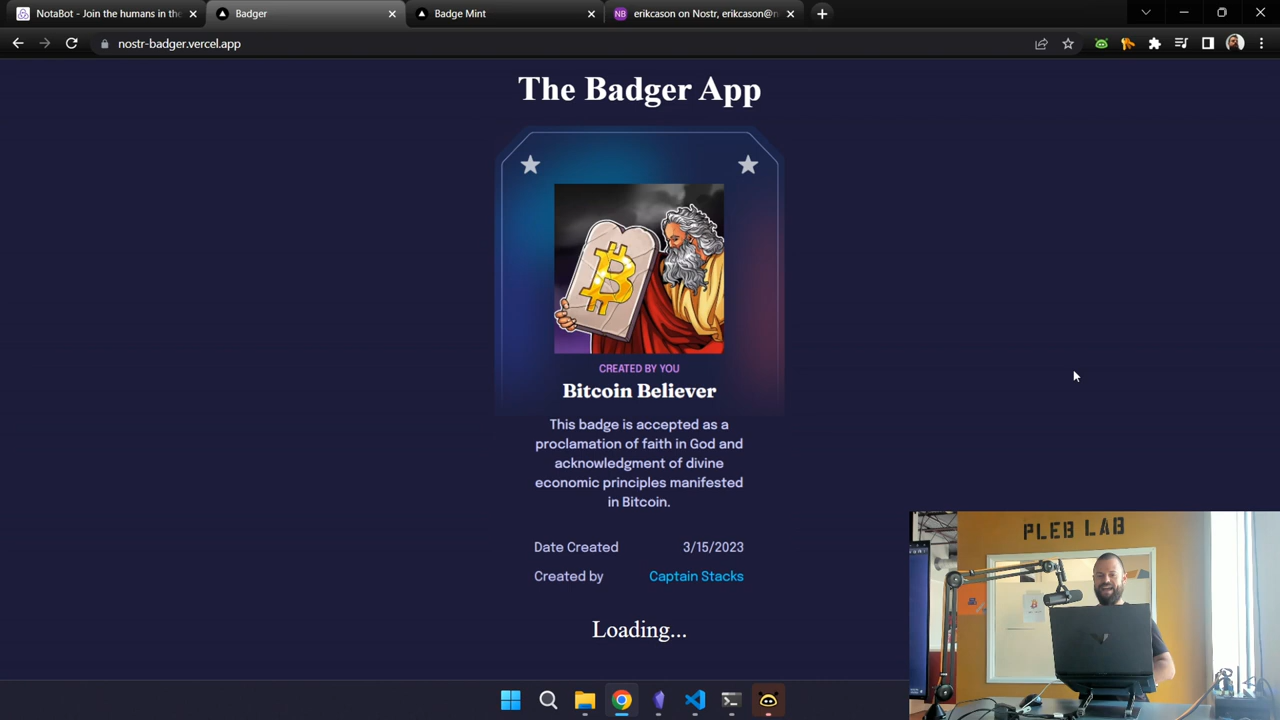 NotaBot - Join the humans in the
Badger
Badge Mint
NB
erikcason on Nostr, erikcason@n
nostr-badger.vercel.app
The Badger App
CREATED BY YOU
Bitcoin Believer
This badge is accepted as a
proclamation of faith in God and
acknowledgment of divine
economic principles manifested
in Bitcoin.
Date Created 3/15/2023
Created by Captain Stacks
Loading...
PLEB LAB